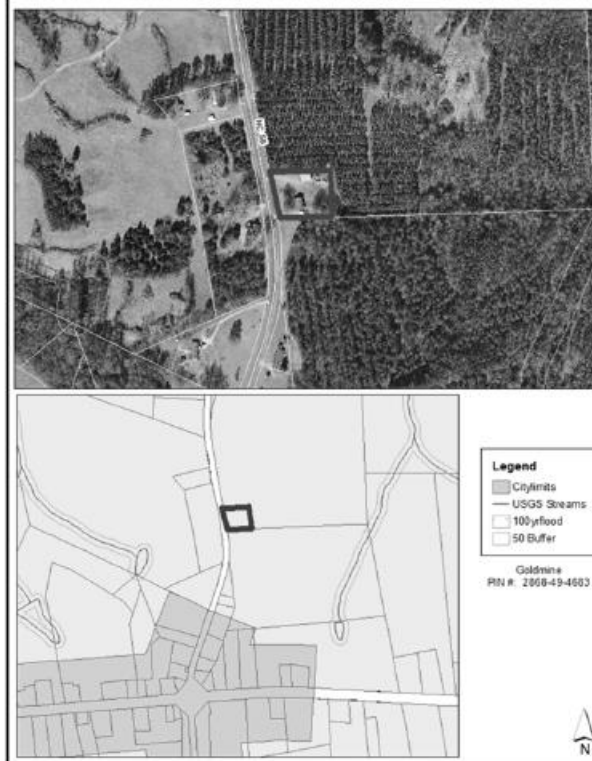 Legend
Citylimits
USGS Streams
100yrflood
50 Buffer
Goldmine
PIN #: 2868-49-4683
N